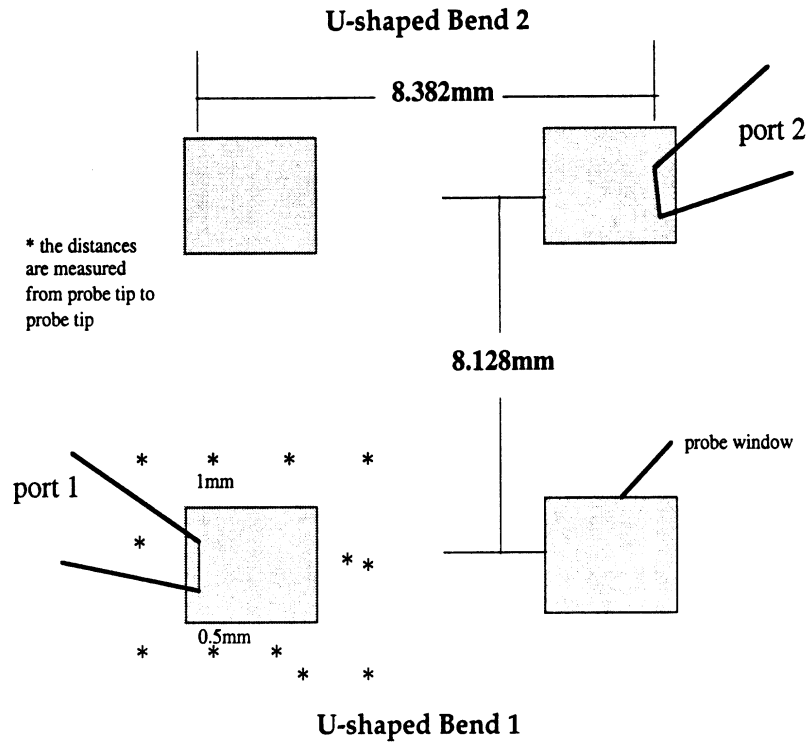 U-shaped Bend 2
8.382mm
port 2
* the distances
are measured
from probe tip to
probe tip
8.128mm
* * * *
1mm
probe window
port 1
* * *
0.5mm
* * *
* *
U-shaped Bend 1